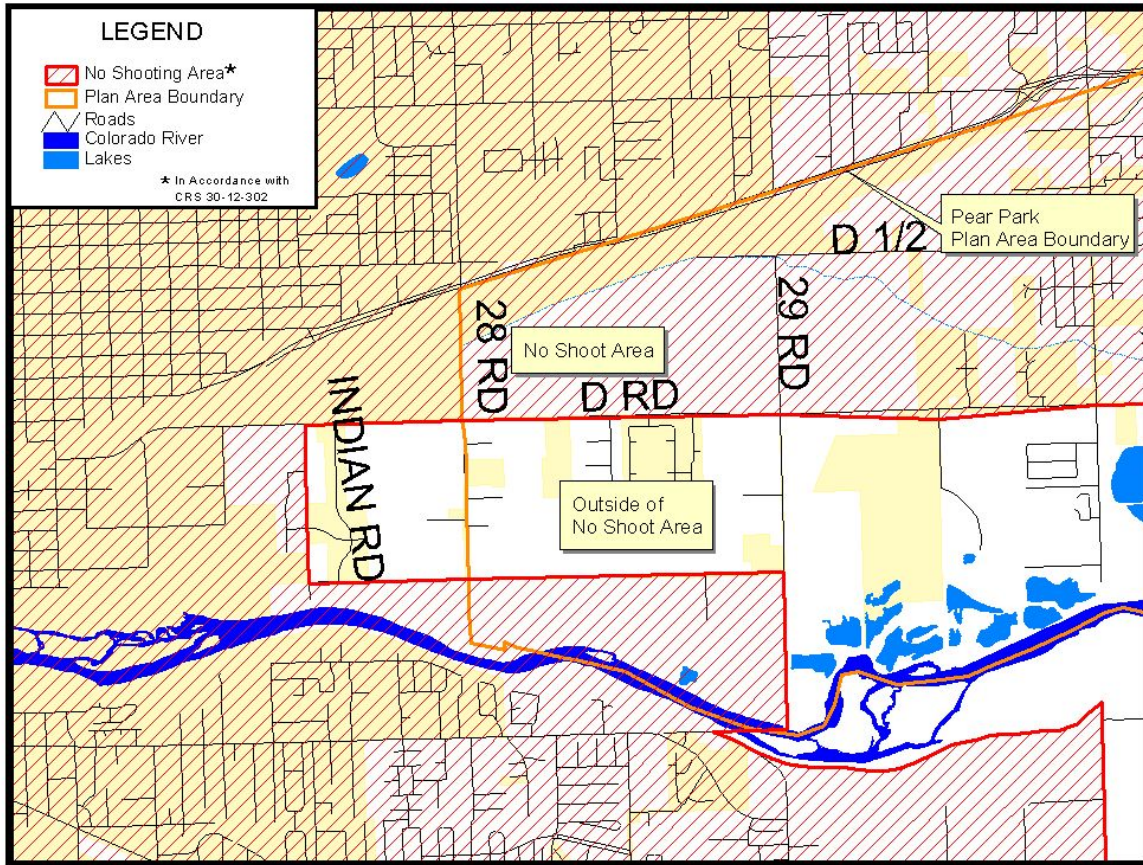 LEGEND
No Shooting Area*
Plan Area Boundary
Roads
Colorado River
Lakes
* In Accordance with
CRS 30-12-302
Pear Park
Plan Area Boundary
D 1/2
28 RD
29 RD
No Shoot Area
D RD
INDIAN RD
Outside of
No Shoot Area